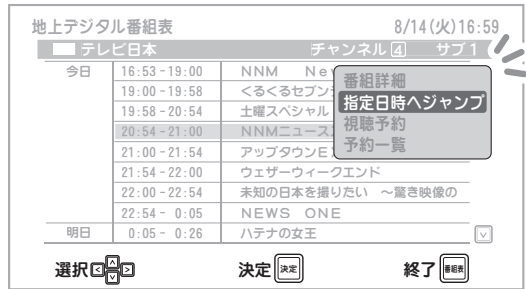 地上デジタル番組表 8/14(火)16:59
テレビ日本 チャンネル4 サブ1
今日 16:53-19:00 NNM Ne
19:00-19:58 くるくるセブン
19:58-20:54 土曜スペシャル
20:54-21:00 NNMニュース
21:00-21:54 アップタウンE
21:54-22:00 ウェザーウィークエンド
22:00-22:54 未知の日本を撮りたい ～驚き映像の
22:54- 0:05 NEWS ONE
明日 0:05- 0:26 ハテナの女王
番組詳細
指定日時へジャンプ
視聴予約
予約一覧
選択 決定 決定 終了 番組表